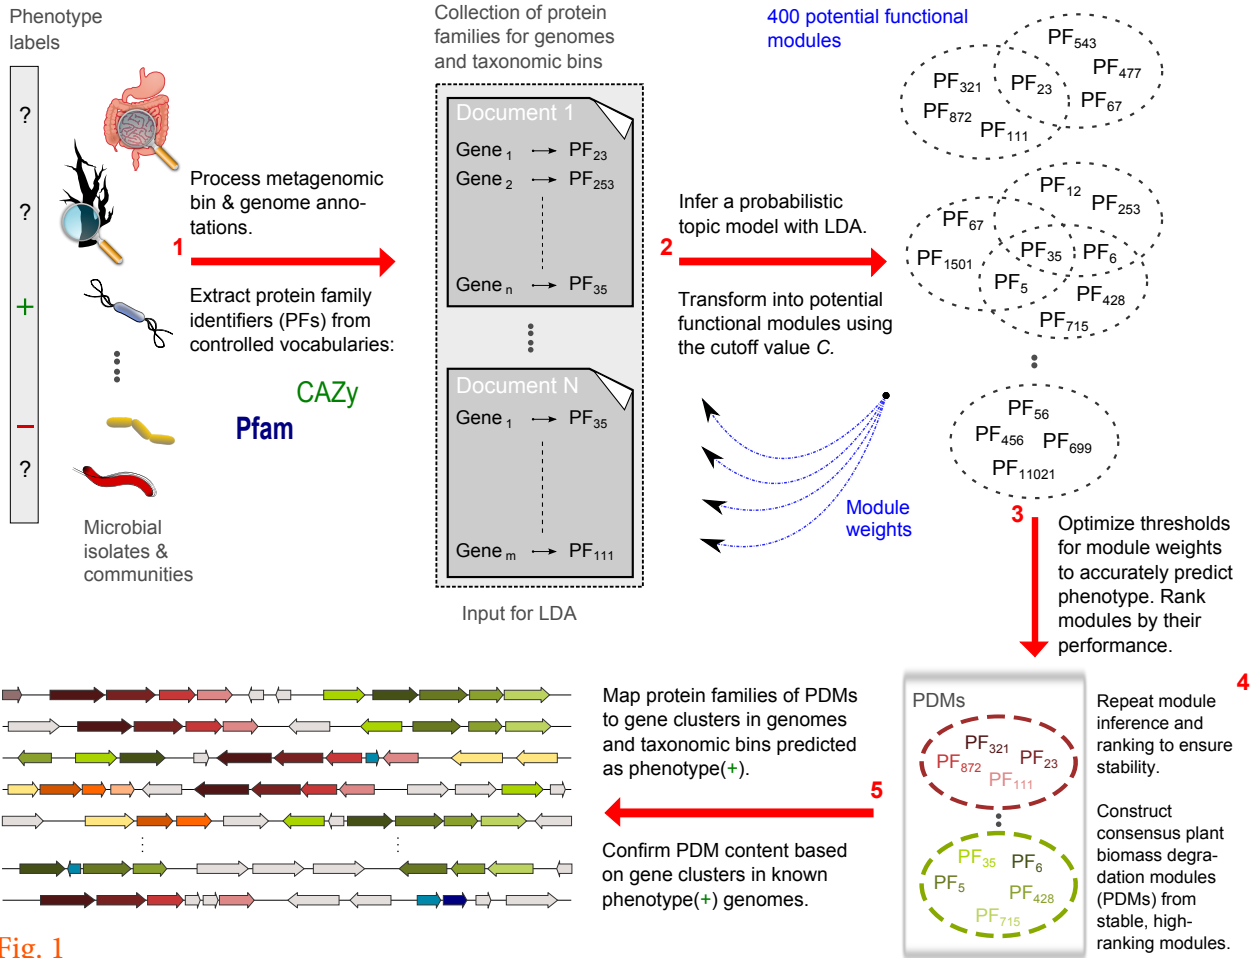 Phenotype
labels
?
?
+
−
?
Microbial
isolates &
communities
1
Process metagenomic
bin & genome anno-
tations.
Extract protein family
identifiers (PFs) from
controlled vocabularies:
CAZy
Pfam
Collection of protein
families for genomes
and taxonomic bins
Document 1
Gene 1 → PF23
Gene 2 → PF253
Gene n → PF35
Document N
Gene 1 → PF35
Gene m → PF111
Input for LDA
2
Infer a probabilistic
topic model with LDA.
Transform into potential
functional modules using
the cutoff value C.
Module
weights
400 potential functional
modules
PF543
PF477
PF321
PF23
PF67
PF872
PF111
PF12
PF253
PF67
PF35
PF6
PF1501
PF5
PF428
PF715
PF56
PF456
PF699
PF11021
3
Optimize thresholds
for module weights
to accurately predict
phenotype. Rank
modules by their
performance.
4
Repeat module
inference and
ranking to ensure
stability.
Construct
consensus plant
biomass degra-
dation modules
(PDMs) from
stable, high-
ranking modules.
PDMs
PF321
PF23
PF872
PF111
PF35
PF6
PF5
PF428
PF715
5
Map protein families of PDMs
to gene clusters in genomes
and taxonomic bins predicted
as phenotype(+).
Confirm PDM content based
on gene clusters in known
phenotype(+) genomes.
Fig. 1